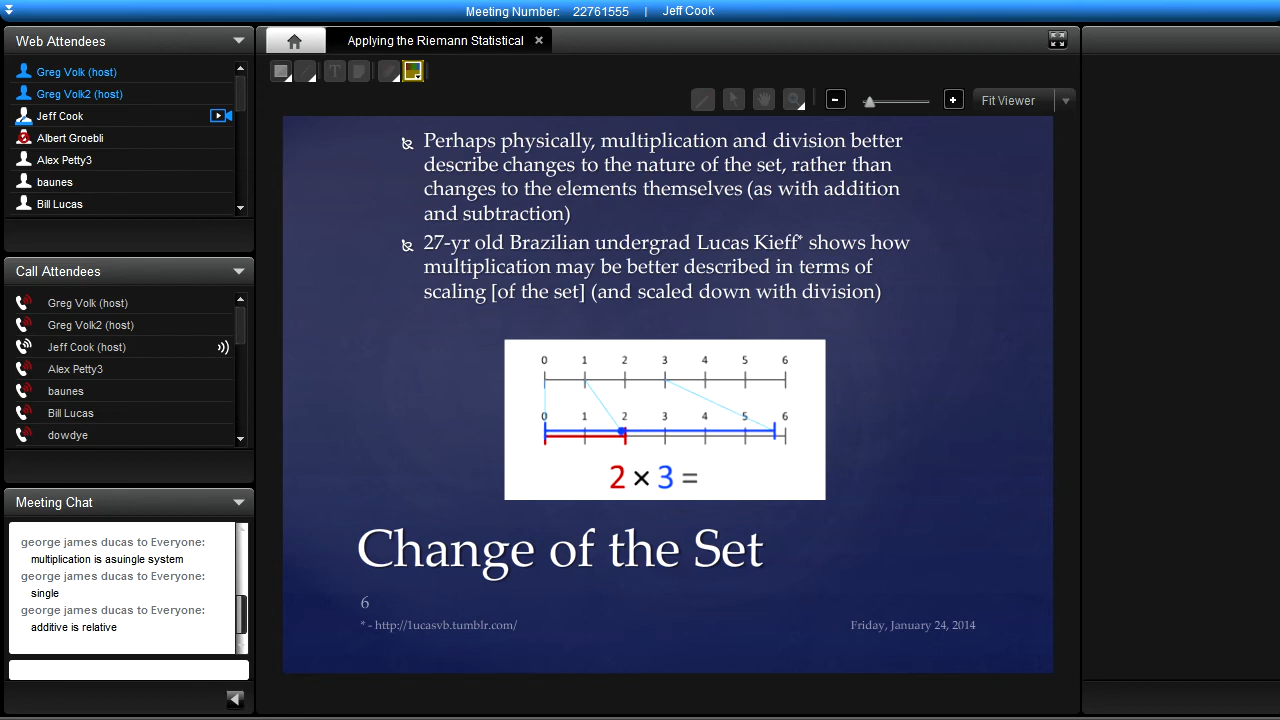 Meeting Number: 22761555 | Jeff Cook
Web Attendees
Greg Volk (host)
Greg Volk2 (host)
Jeff Cook
Albert Groebli
Alex Petty3
baunes
Bill Lucas
Call Attendees
Greg Volk (host)
Greg Volk2 (host)
Jeff Cook (host)
Alex Petty3
baunes
Bill Lucas
dowdye
Meeting Chat
george james ducas to Everyone:
multiplication is asuingle system
george james ducas to Everyone:
single
george james ducas to Everyone:
additive is relative
Applying the Riemann Statistical
T
Fit Viewer
Perhaps physically, multiplication and division better
describe changes to the nature of the set, rather than
changes to the elements themselves (as with addition
and subtraction)
27-yr old Brazilian undergrad Lucas Kieff* shows how
multiplication may be better described in terms of
scaling [of the set] (and scaled down with division)
0 1 2 3 4 5 6
0 1 2 3 4 5 6
2 × 3 =
Change of the Set
6
* - http://1ucasvb.tumblr.com/
Friday, January 24, 2014